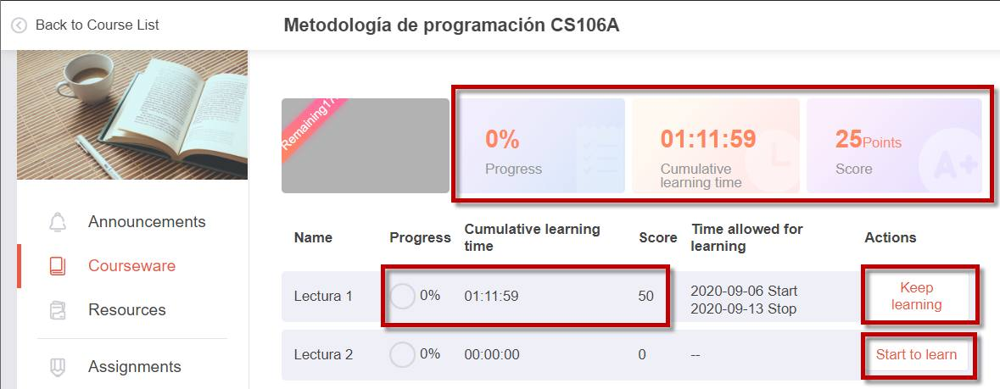 Back to Course List
Metodología de programación CS106A
Remaining17
0%
Progress
01:11:59
Cumulative
learning time
25Points
Score
A+
Announcements
Courseware
Resources
Assignments
Name
Progress
Cumulative learning
time
Score
Time allowed for
learning
Actions
Lectura 1
0%
01:11:59
50
2020-09-06 Start
2020-09-13 Stop
Keep
learning
Lectura 2
0%
00:00:00
0
--
Start to learn